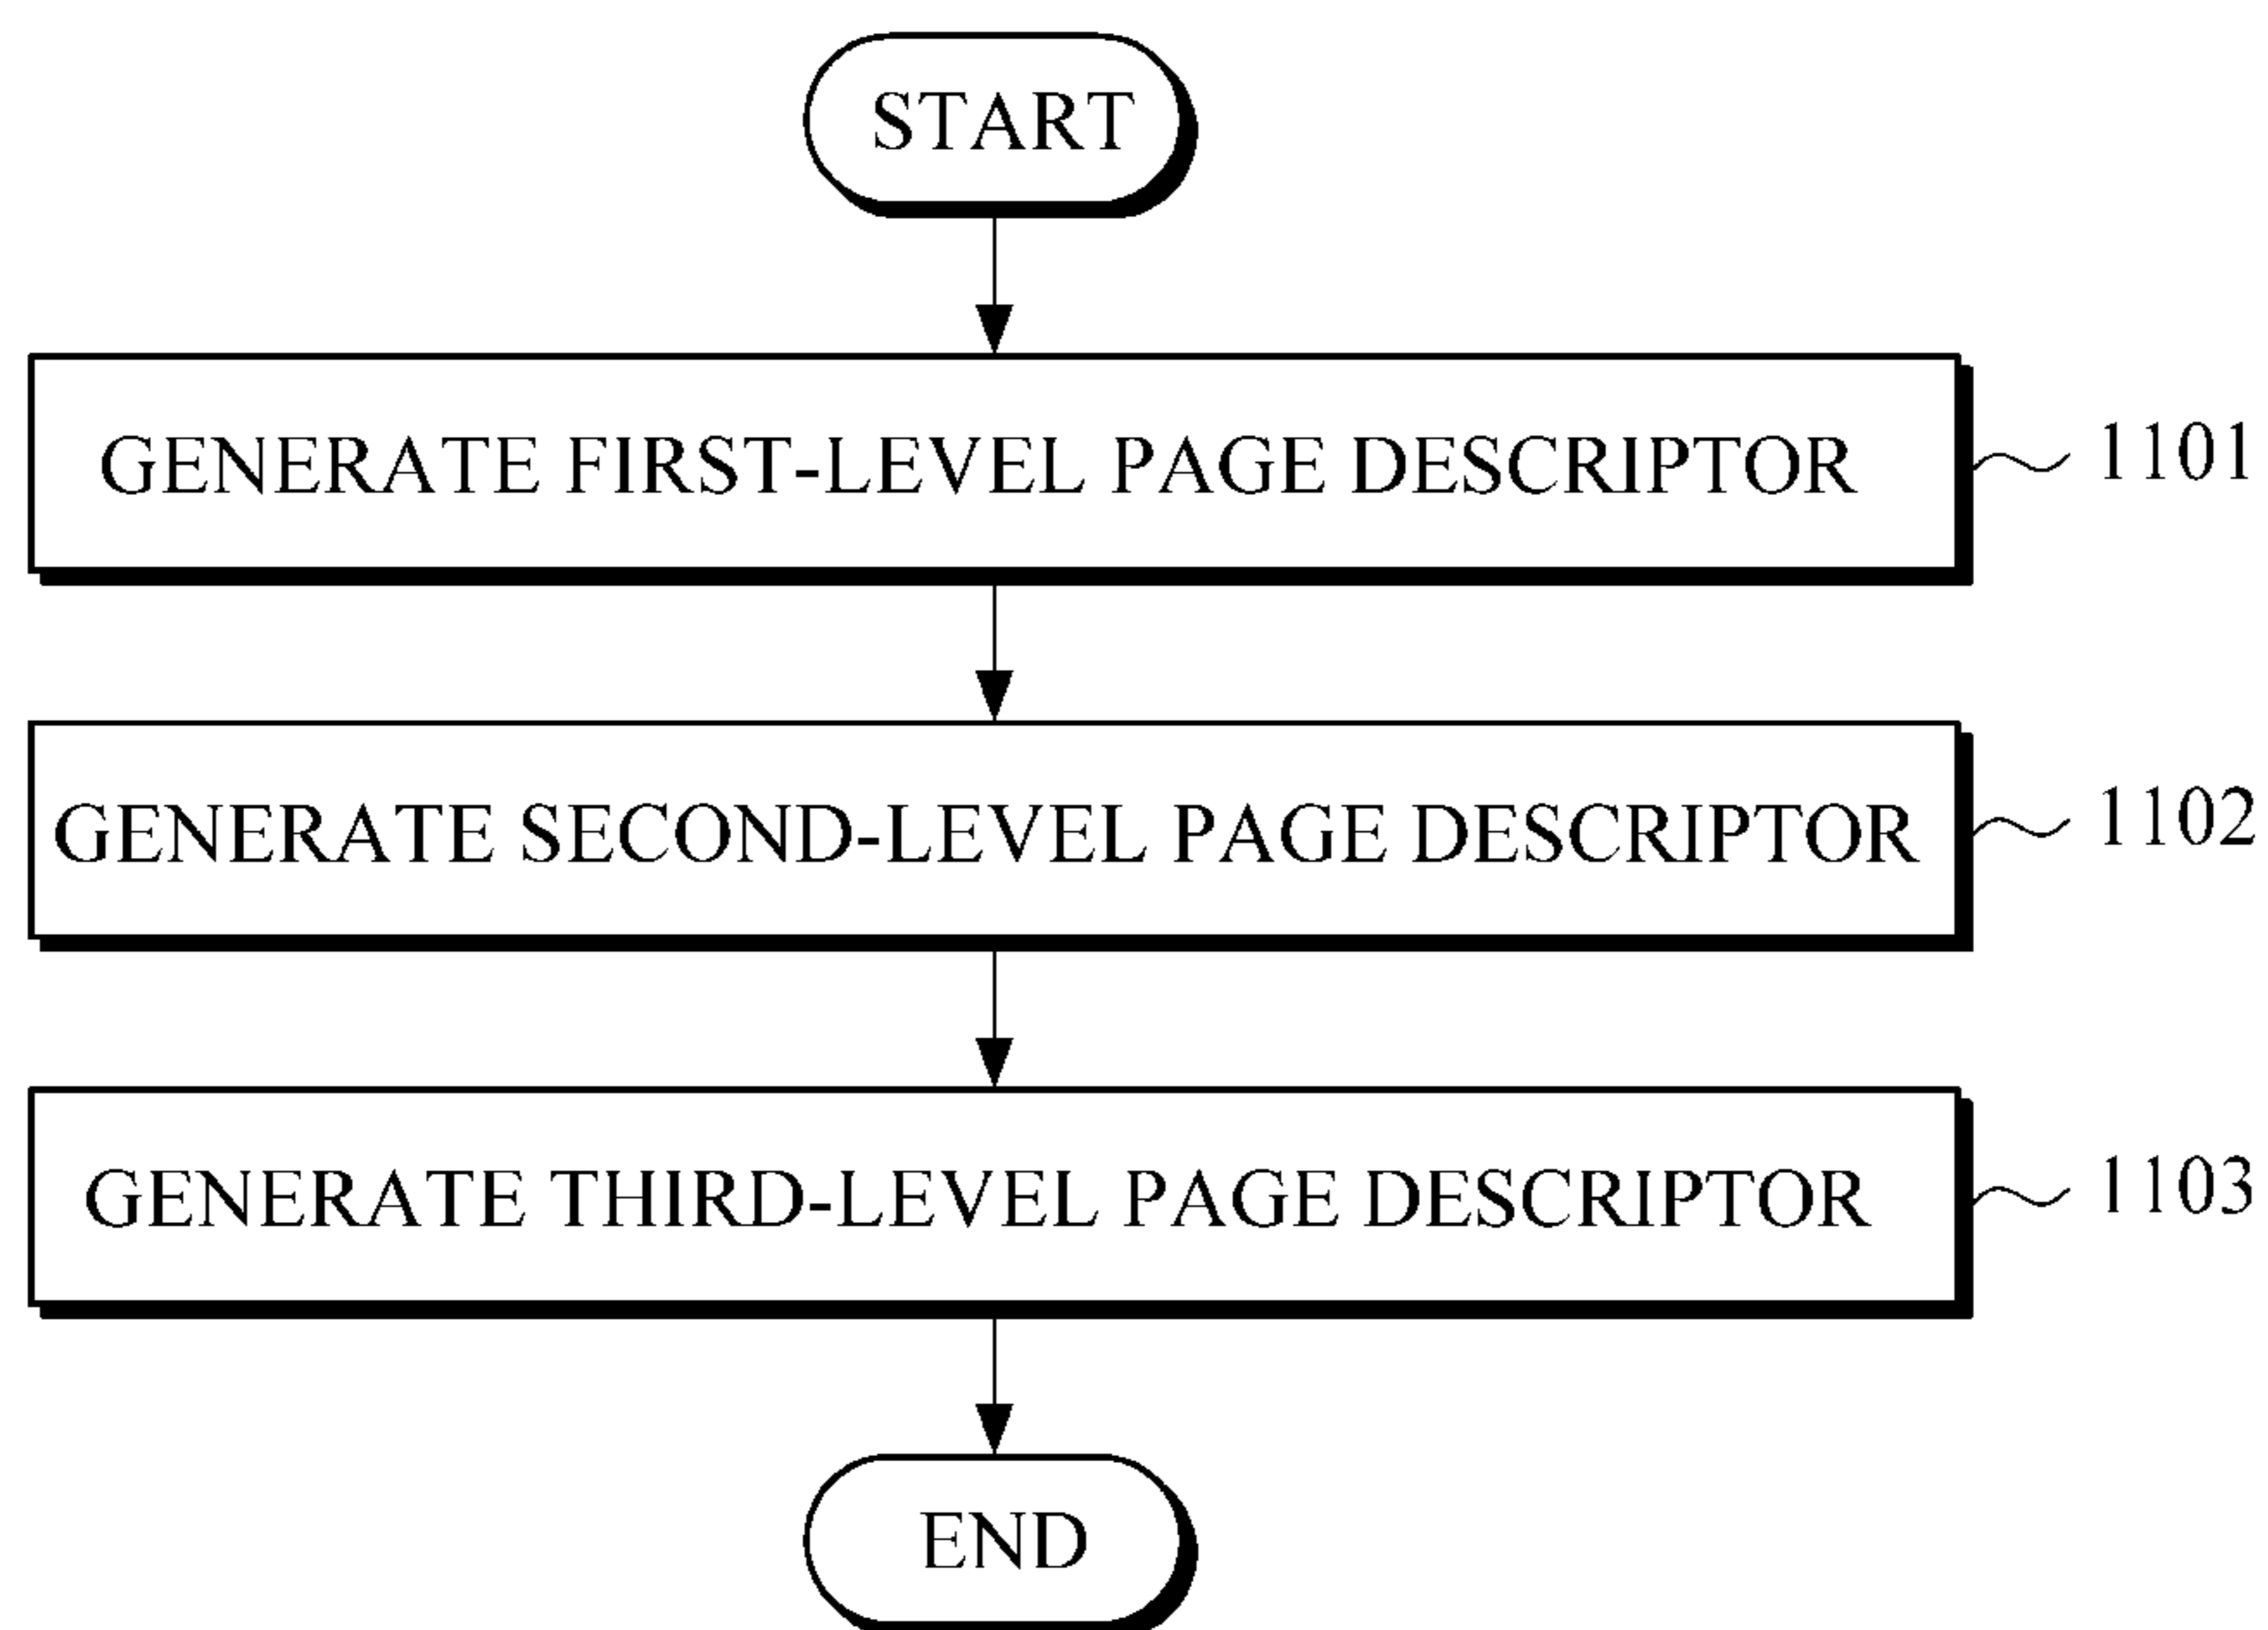 START
GENERATE FIRST-LEVEL PAGE DESCRIPTOR
1101
GENERATE SECOND-LEVEL PAGE DESCRIPTOR
1102
GENERATE THIRD-LEVEL PAGE DESCRIPTOR
1103
END